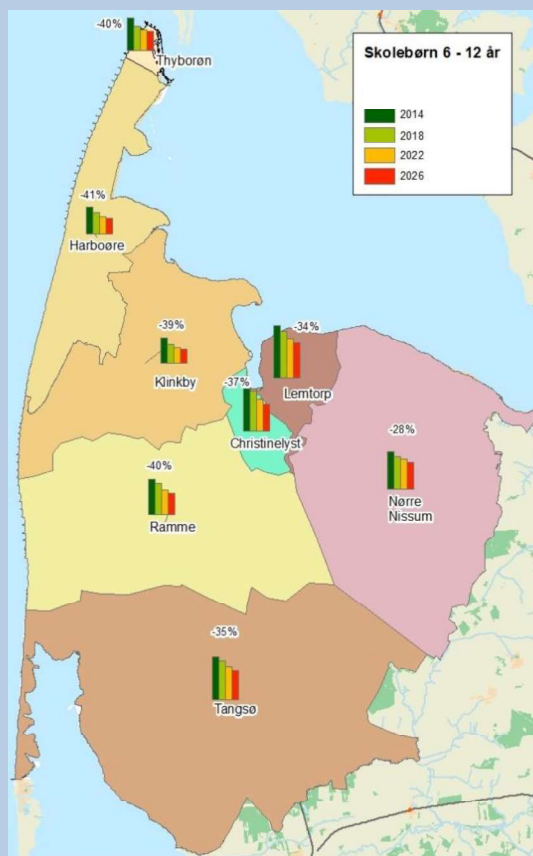 -40%
Thyborøn
Skolebørn 6 - 12 år
2014
2018
2022
2026
-41%
Harboøre
-39%
Klinkby
-34%
Lemtorp
-37%
Christinelyst
-28%
Nørre
Nissum
-40%
Ramme
-35%
Tangsø